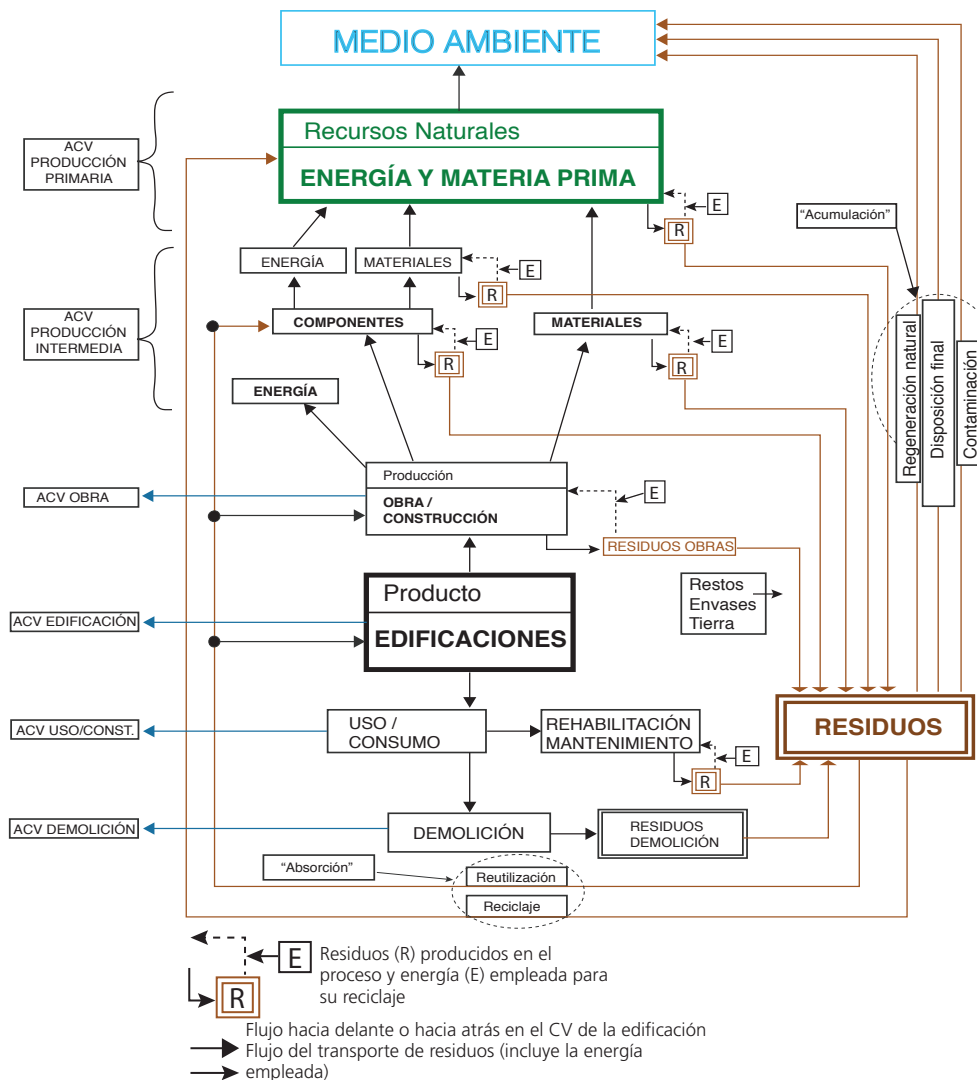 MEDIO AMBIENTE
Recursos Naturales
ENERGÍA Y MATERIA PRIMA
ACV
PRODUCCIÓN
PRIMARIA
E
R
"Acumulación"
ENERGÍA
MATERIALES
E
R
ACV
PRODUCCIÓN
INTERMEDIA
COMPONENTES
E
R
MATERIALES
E
R
Regeneración natural
Disposición final
Contaminación
ENERGÍA
Producción
OBRA /
CONSTRUCCIÓN
E
ACV OBRA
RESIDUOS OBRAS
Producto
EDIFICACIONES
Restos
Envases
Tierra
ACV EDIFICACIÓN
USO /
CONSUMO
REHABILITACIÓN
MANTENIMIENTO
E
R
RESIDUOS
ACV USO/CONST.
ACV DEMOLICIÓN
DEMOLICIÓN
RESIDUOS
DEMOLICIÓN
"Absorción"
Reutilización
Reciclaje
E
R
Residuos (R) producidos en el
proceso y energía (E) empleada para
su reciclaje
Flujo hacia delante o hacia atrás en el CV de la edificación
Flujo del transporte de residuos (incluye la energía
empleada)